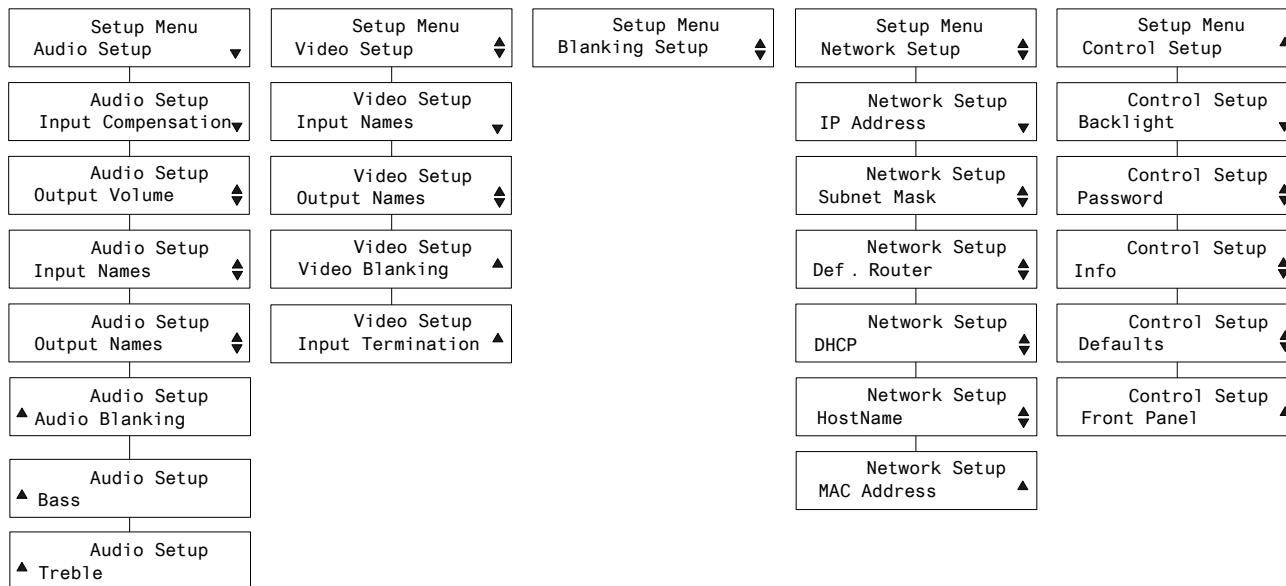 Setup Menu
Audio Setup
Audio Setup
Input Compensation
Audio Setup
Output Volume
Audio Setup
Input Names
Audio Setup
Output Names
Audio Setup
Audio Blanking
Audio Setup
Bass
Audio Setup
Treble
Setup Menu
Video Setup
Video Setup
Input Names
Video Setup
Output Names
Video Setup
Video Blanking
Video Setup
Input Termination
Setup Menu
Blanking Setup
Setup Menu
Network Setup
Network Setup
IP Address
Network Setup
Subnet Mask
Network Setup
Def . Router
Network Setup
DHCP
Network Setup
HostName
Network Setup
MAC Address
Setup Menu
Control Setup
Control Setup
Backlight
Control Setup
Password
Control Setup
Info
Control Setup
Defaults
Control Setup
Front Panel